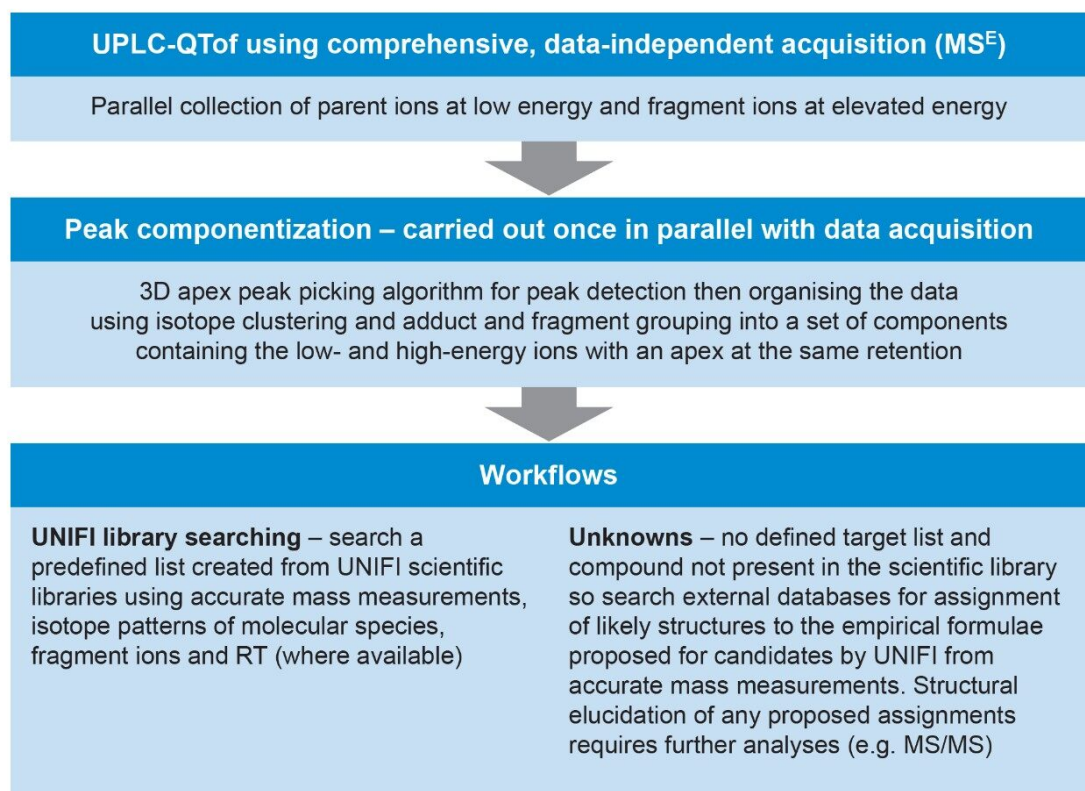 UPLC-QTof using comprehensive, data-independent acquisition (MSᴱ)
Parallel collection of parent ions at low energy and fragment ions at elevated energy
Peak componentization – carried out once in parallel with data acquisition
3D apex peak picking algorithm for peak detection then organising the data
using isotope clustering and adduct and fragment grouping into a set of components
containing the low- and high-energy ions with an apex at the same retention
Workflows
UNIFI library searching – search a
predefined list created from UNIFI scientific
libraries using accurate mass measurements,
isotope patterns of molecular species,
fragment ions and RT (where available)
Unknowns – no defined target list and
compound not present in the scientific library
so search external databases for assignment
of likely structures to the empirical formulae
proposed for candidates by UNIFI from
accurate mass measurements. Structural
elucidation of any proposed assignments
requires further analyses (e.g. MS/MS)